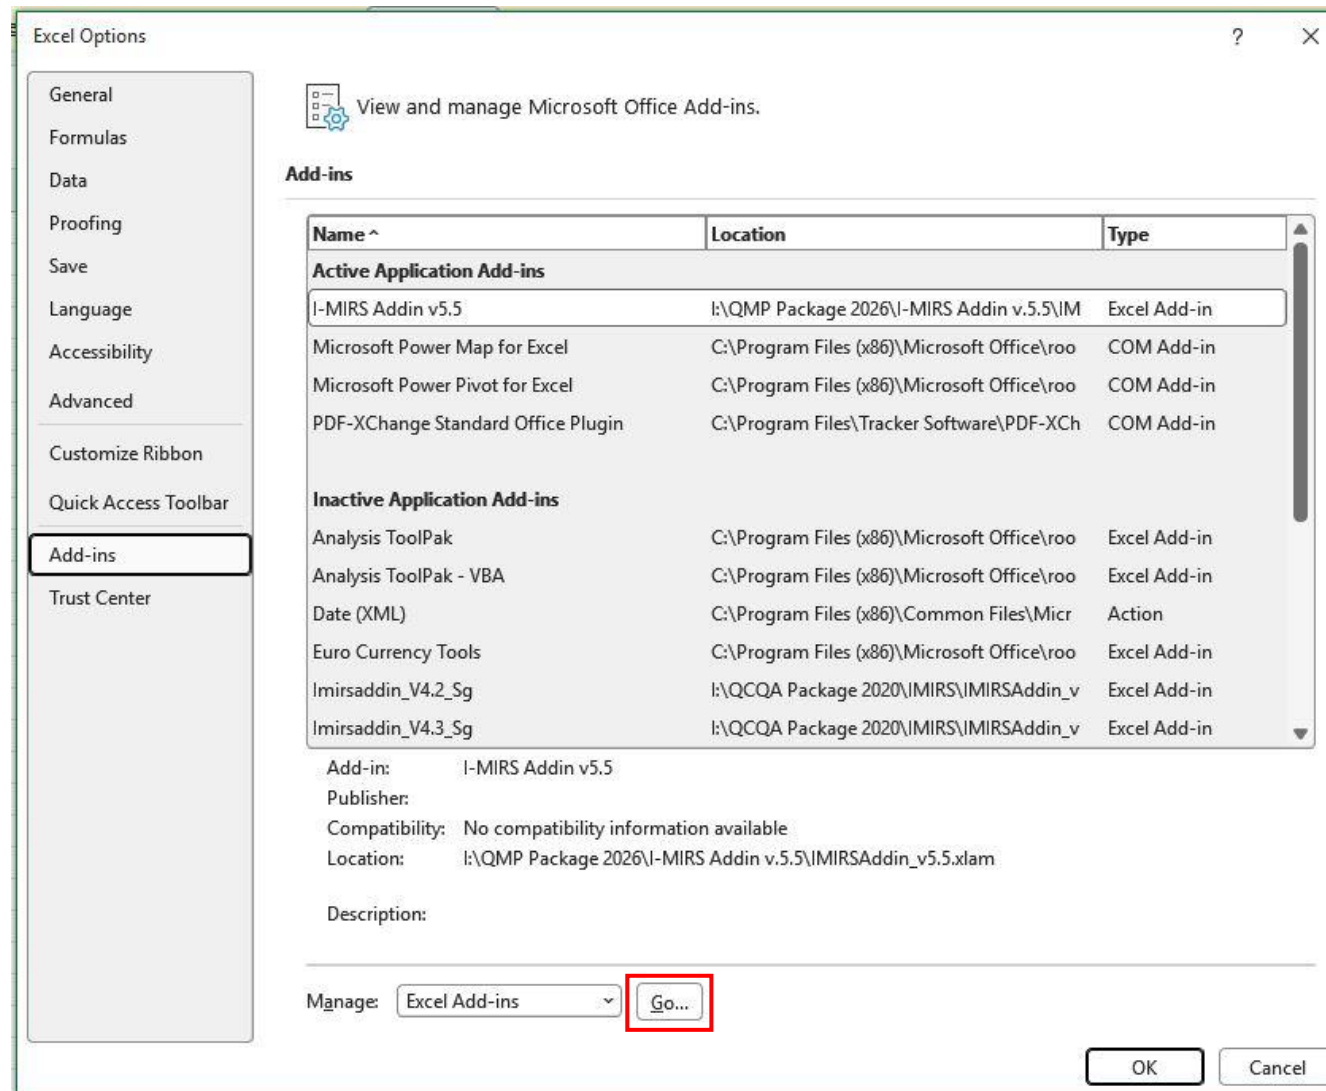 Excel Options
?
General
Formulas
Data
Proofing
Save
Language
Accessibility
Advanced
Customize Ribbon
Quick Access Toolbar
Add-ins
Trust Center
View and manage Microsoft Office Add-ins.
Add-ins
Name Location Type
Active Application Add-ins
I-MIRS Addin v5.5 I:\QMP Package 2026\I-MIRS Addin v.5.5\IM Excel Add-in
Microsoft Power Map for Excel C:\Program Files (x86)\Microsoft Office\roo COM Add-in
Microsoft Power Pivot for Excel C:\Program Files (x86)\Microsoft Office\roo COM Add-in
PDF-XChange Standard Office Plugin C:\Program Files\Tracker Software\PDF-XCh COM Add-in
Inactive Application Add-ins
Analysis ToolPak C:\Program Files (x86)\Microsoft Office\roo Excel Add-in
Analysis ToolPak - VBA C:\Program Files (x86)\Microsoft Office\roo Excel Add-in
Date (XML) C:\Program Files (x86)\Common Files\Micr Action
Euro Currency Tools C:\Program Files (x86)\Microsoft Office\roo Excel Add-in
Imirsaddin_V4.2_Sg I:\QCQA Package 2020\IMIRS\IMIRSAddin_v Excel Add-in
Imirsaddin_V4.3_Sg I:\QCQA Package 2020\IMIRS\IMIRSAddin_v Excel Add-in
Add-in: I-MIRS Addin v5.5
Publisher:
Compatibility: No compatibility information available
Location: I:\QMP Package 2026\I-MIRS Addin v.5.5\IMIRSAddin_v5.5.xlam
Description:
Manage: Excel Add-ins Go...
OK Cancel